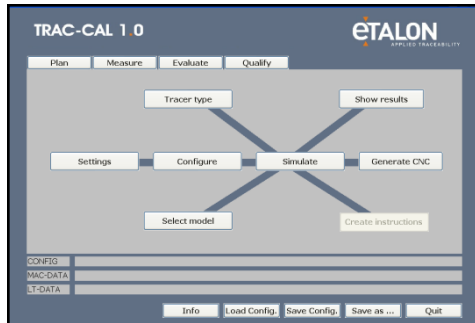 TRAC-CAL 1.0
eTALON
APPLIED TRACEABILITY
Plan
Measure
Evaluate
Qualify
Tracer type
Show results
Settings
Configure
Simulate
Generate CNC
Select model
Create instructions
CONFIG
MAC-DATA
LT-DATA
Info
Load Config.
Save Config.
Save as ...
Quit